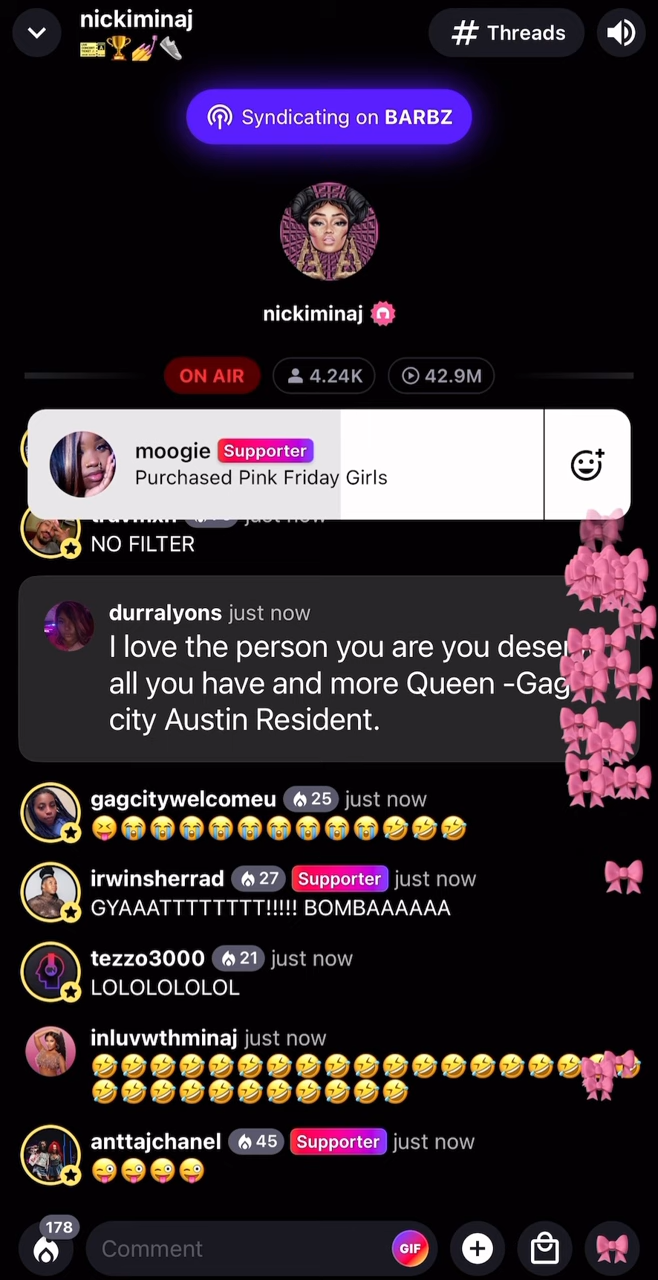 nickiminaj
# Threads
Syndicating on BARBZ
nickiminaj
ON AIR
4.24K
42.9M
moogie Supporter
Purchased Pink Friday Girls
just now
NO FILTER
durralyons just now
I love the person you are you deser
all you have and more Queen -Gag
city Austin Resident.
gagcitywelcomeu 25 just now
😝😭😭😭😭😭😭😭😭😭🤣🤣🤣
irwinsherrad 27 Supporter just now
GYAAATTTTTTTT!!!!! BOMBAAAAAA
tezzo3000 21 just now
LOLOLOLOLOL
inluvwthminaj just now
anttajchanel 45 Supporter just now
😜😜😜😜
178
Comment
GIF